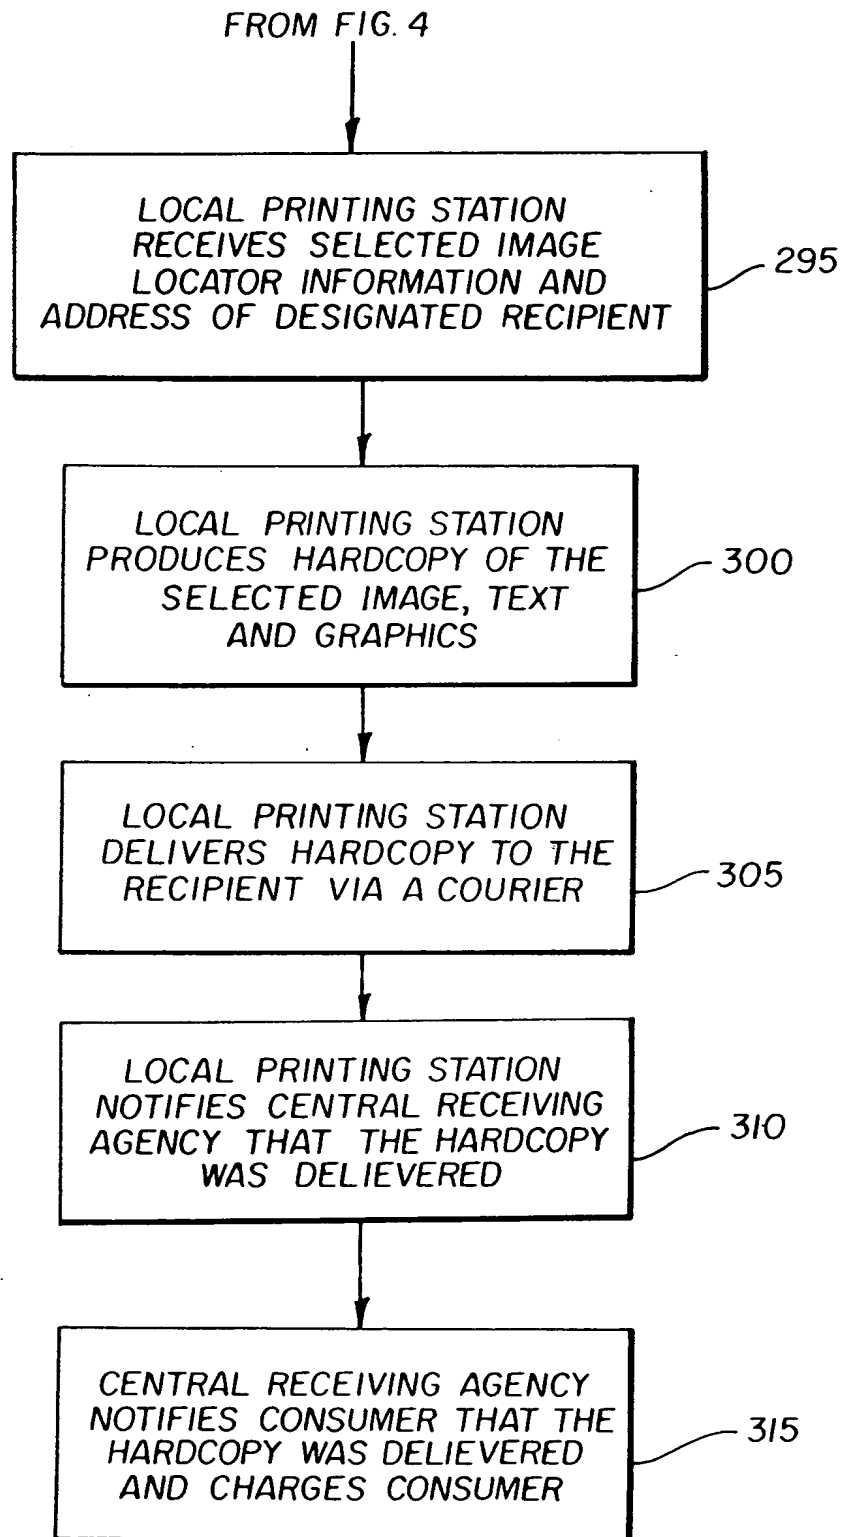 FROM FIG. 4
LOCAL PRINTING STATION
RECEIVES SELECTED IMAGE
LOCATOR INFORMATION AND
ADDRESS OF DESIGNATED RECIPIENT
295
LOCAL PRINTING STATION
PRODUCES HARDCOPY OF THE
SELECTED IMAGE, TEXT
AND GRAPHICS
300
LOCAL PRINTING STATION
DELIVERS HARDCOPY TO THE
RECIPIENT VIA A COURIER
305
LOCAL PRINTING STATION
NOTIFIES CENTRAL RECEIVING
AGENCY THAT THE HARDCOPY
WAS DELIEVERED
310
CENTRAL RECEIVING AGENCY
NOTIFIES CONSUMER THAT THE
HARDCOPY WAS DELIEVERED
AND CHARGES CONSUMER
315